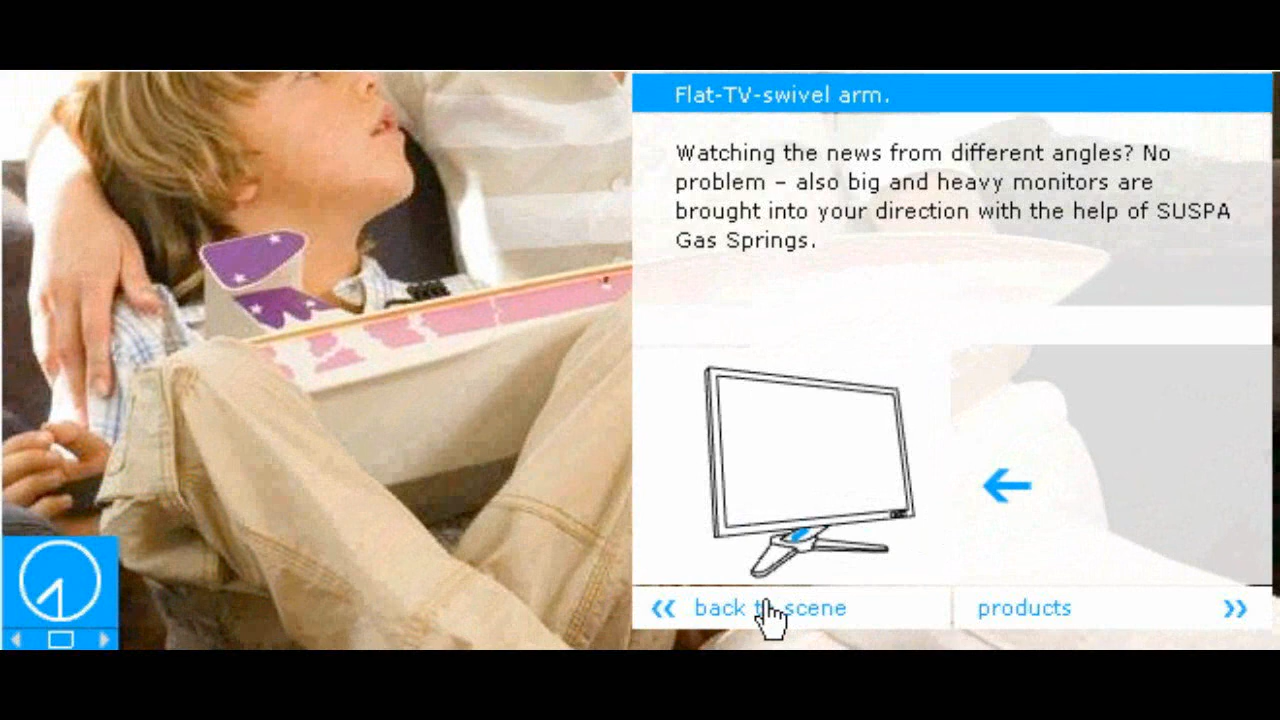 Flat-TV-swivel arm.
Watching the news from different angles? No
problem – also big and heavy monitors are
brought into your direction with the help of SUSPA
Gas Springs.
« back to scene
products »